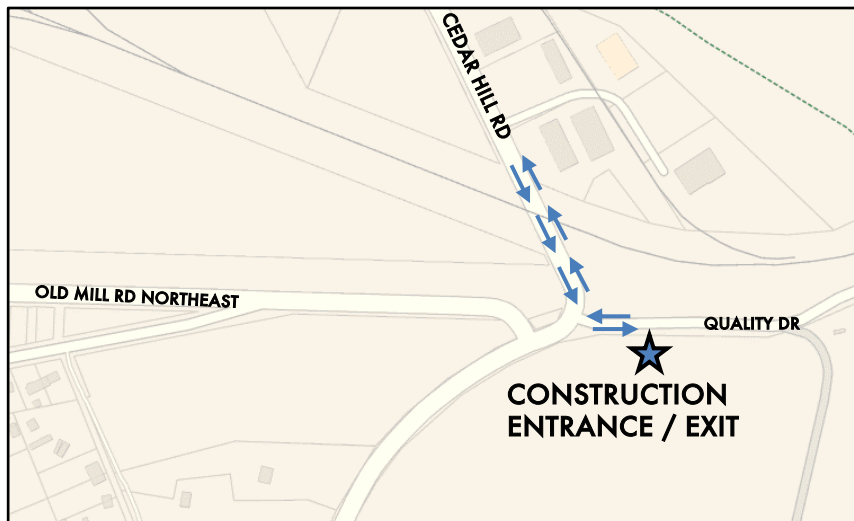 CEDAR HILL RD
OLD MILL RD NORTHEAST
QUALITY DR
CONSTRUCTION
ENTRANCE / EXIT